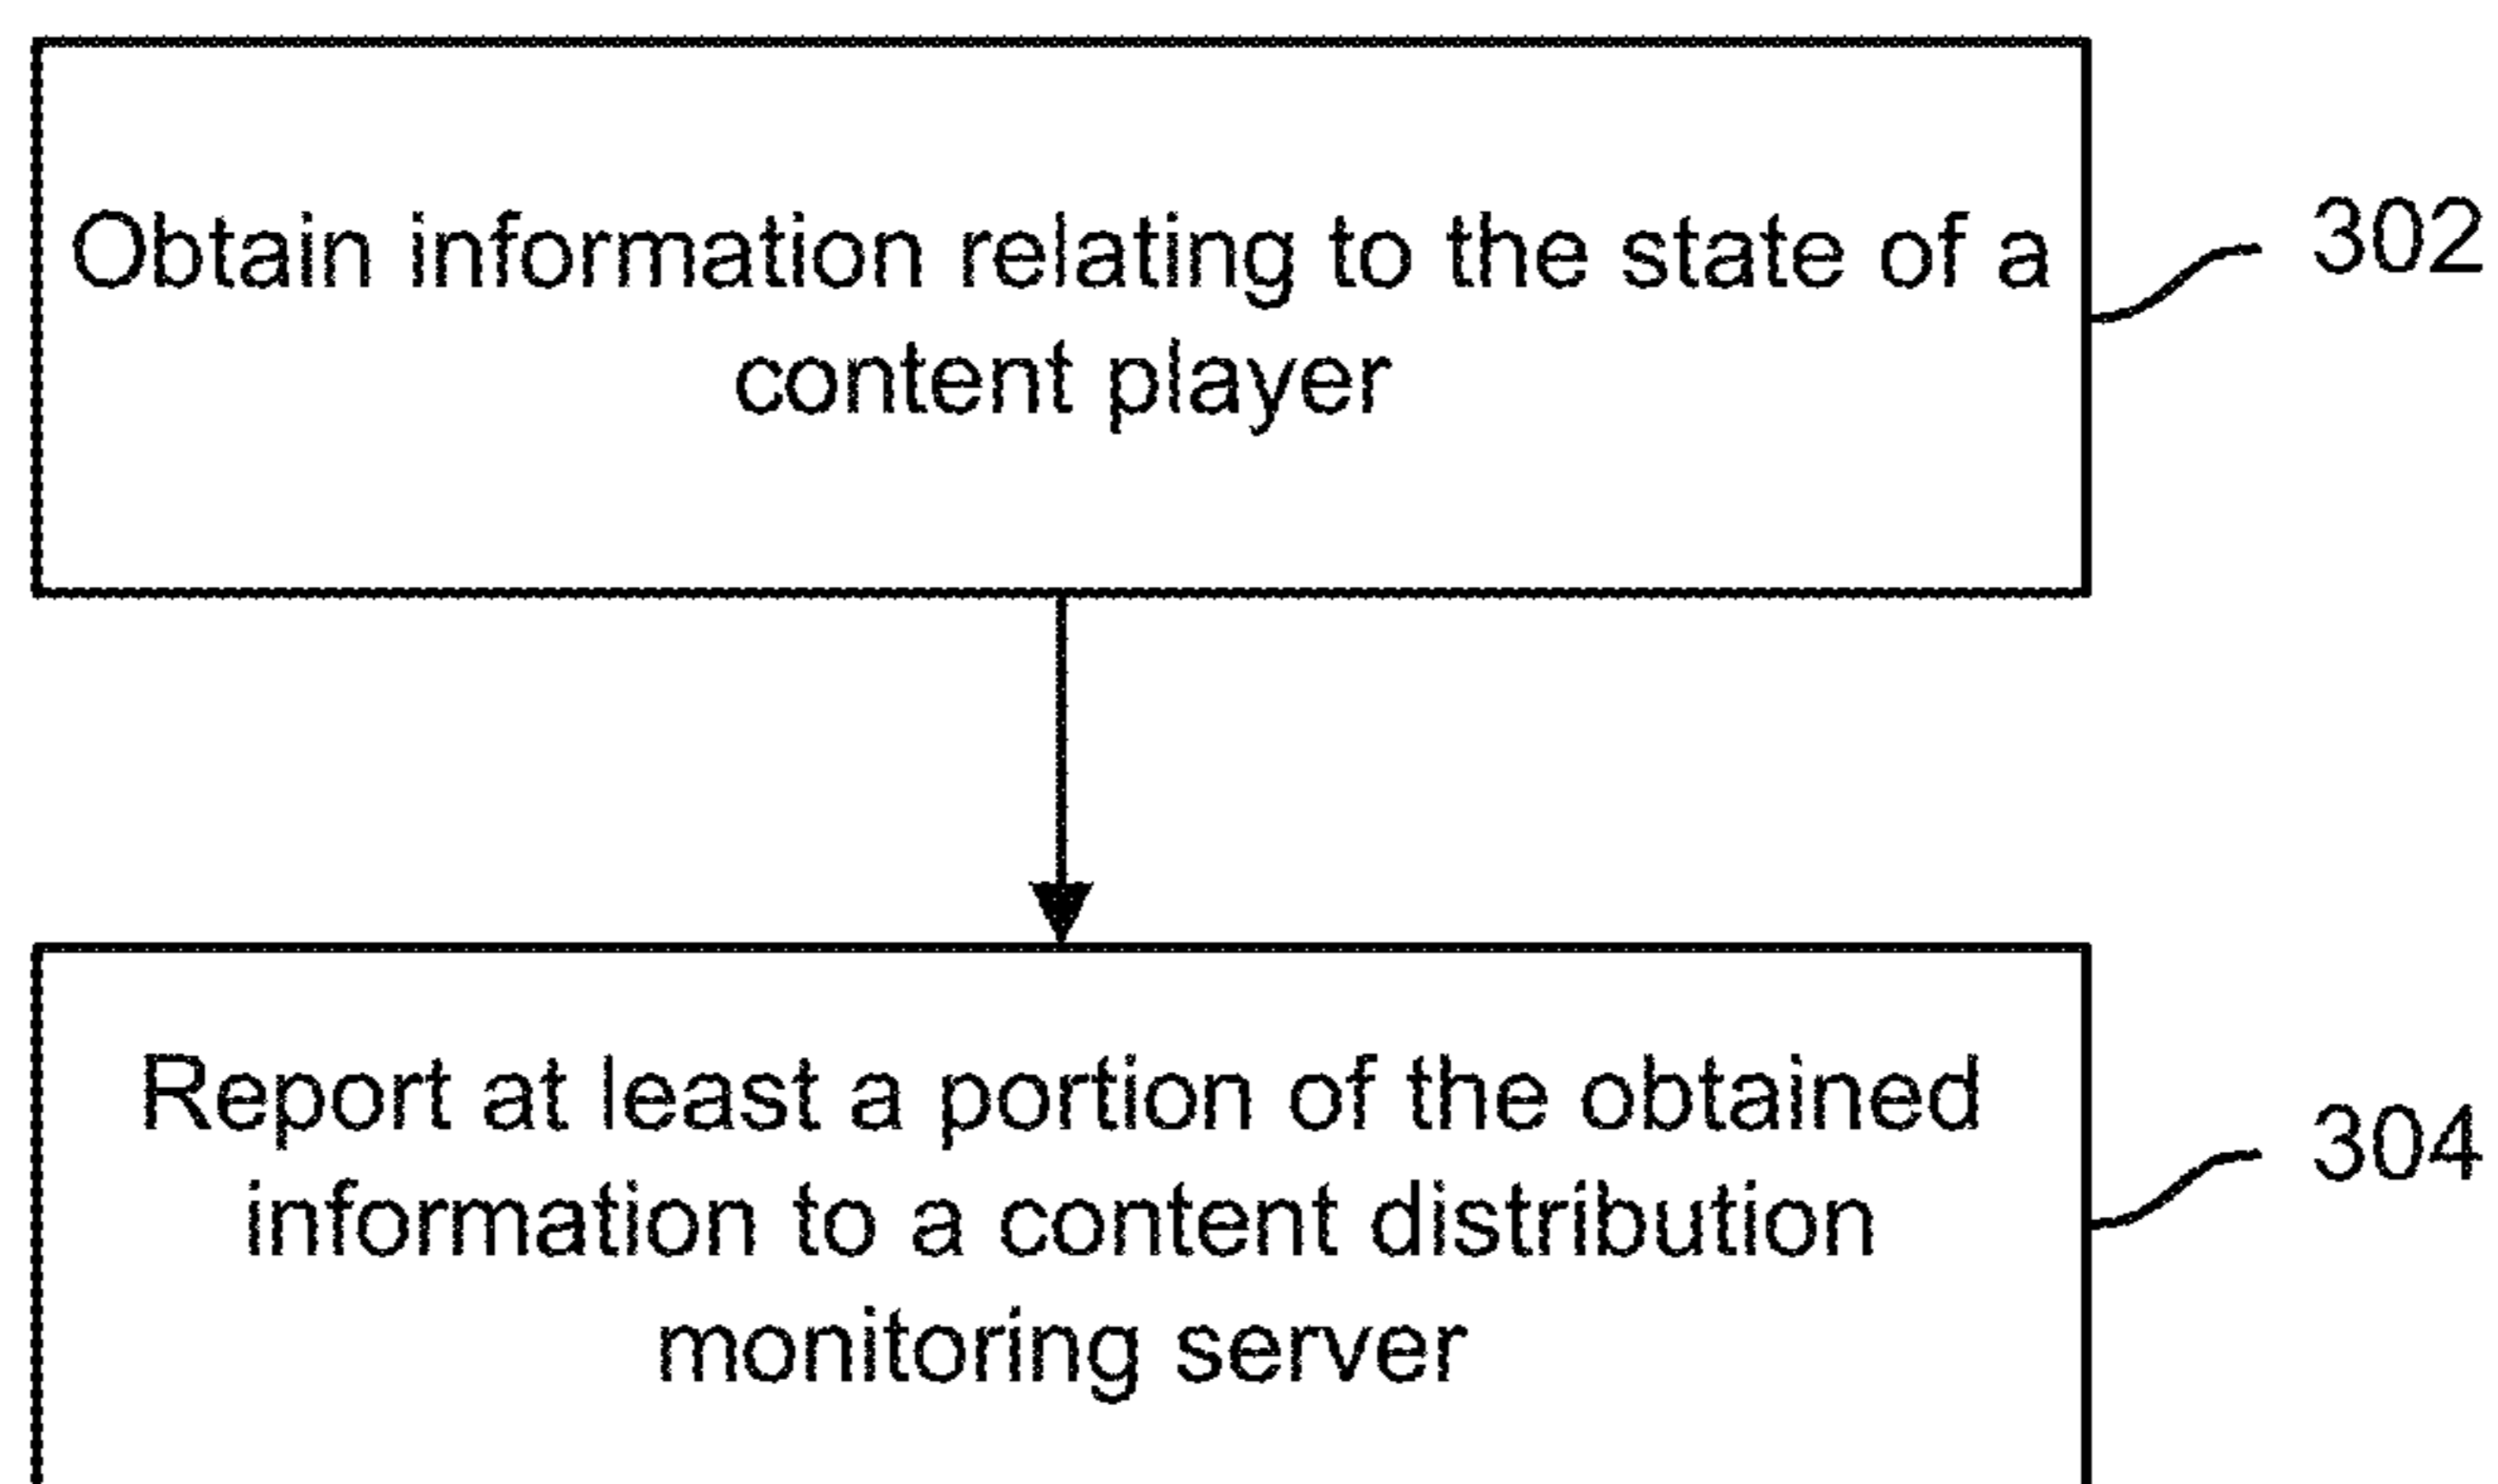 Obtain information relating to the state of a
content player
302
Report at least a portion of the obtained
information to a content distribution
monitoring server
304